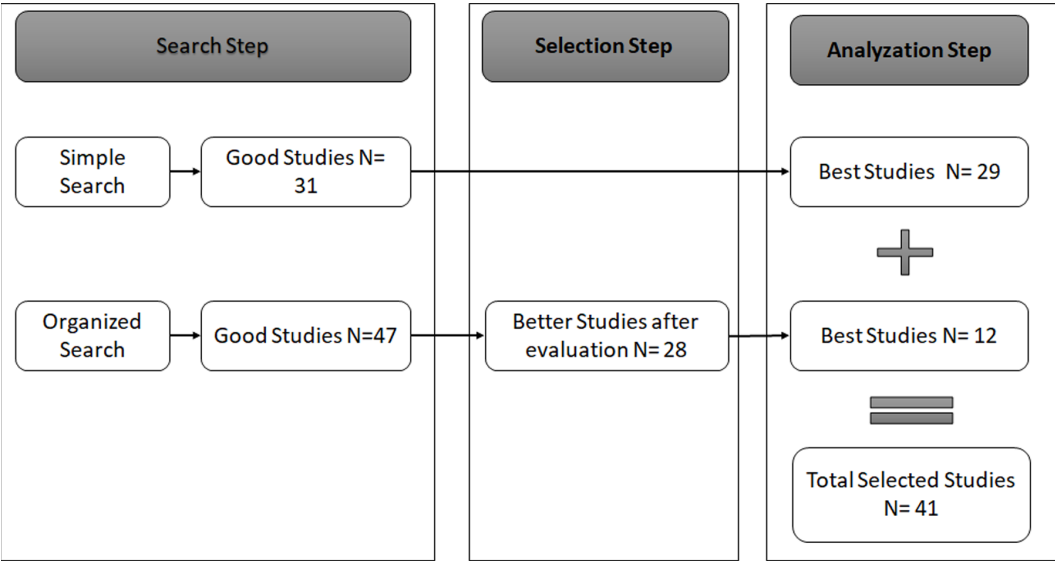 Search Step
Selection Step
Analyzation Step
Simple
Search
Good Studies N=
31
Best Studies N= 29
Organized
Search
Good Studies N=47
Better Studies after
evaluation N= 28
Best Studies N= 12
Total Selected Studies
N= 41